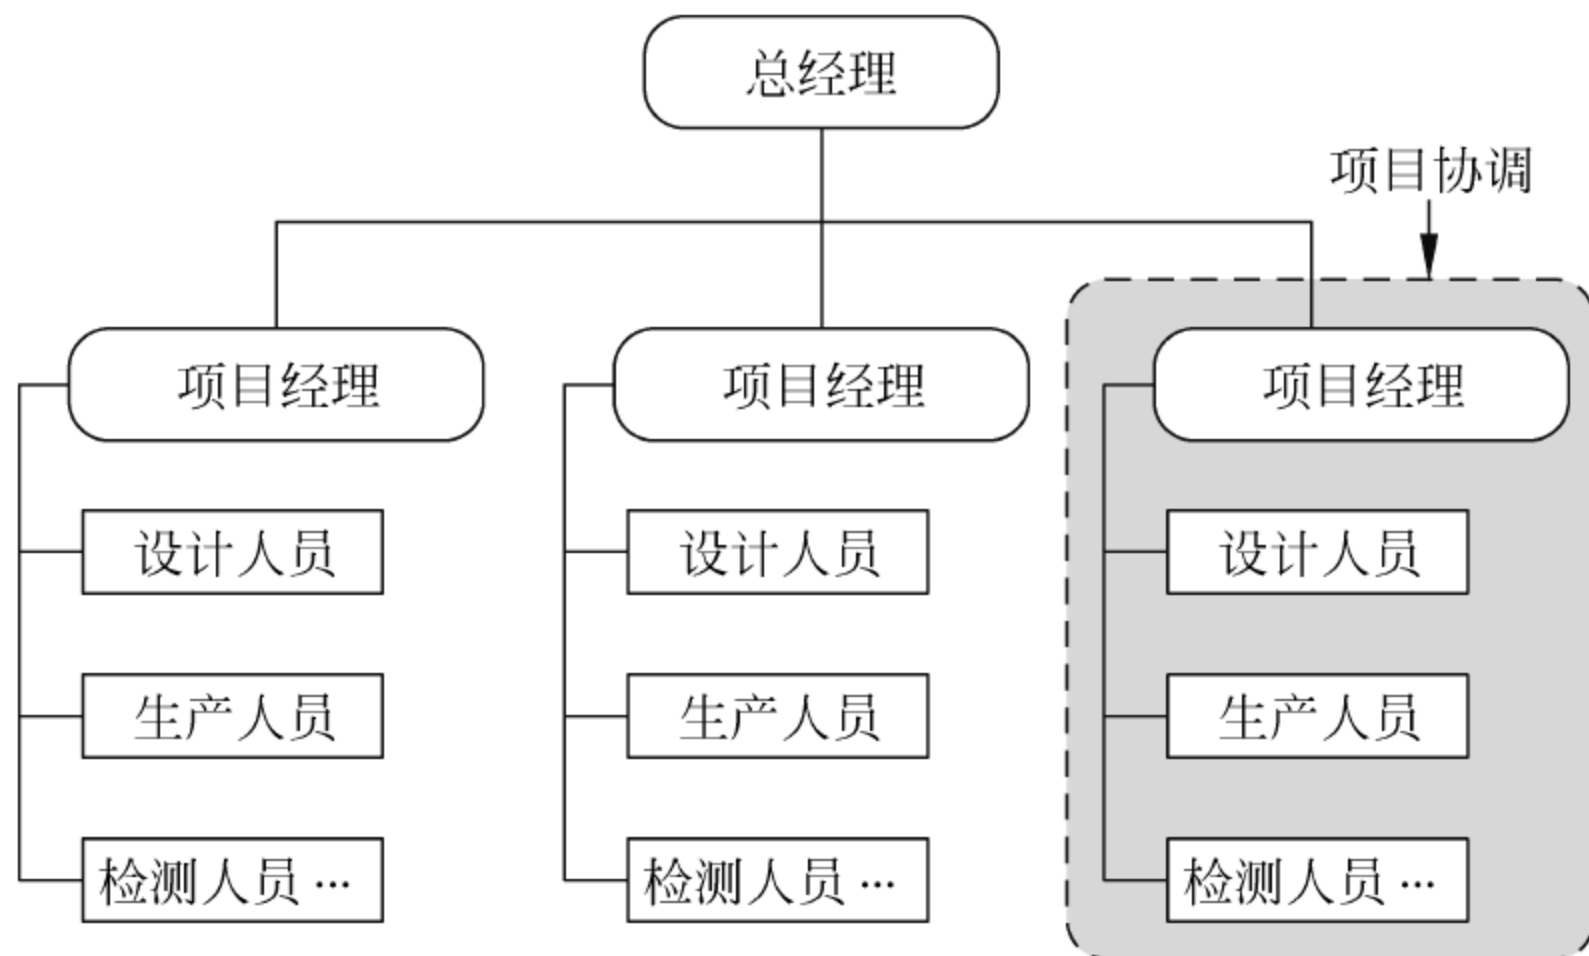 总经理
项目协调
项目经理
项目经理
项目经理
设计人员
设计人员
设计人员
生产人员
生产人员
生产人员
检测人员…
检测人员…
检测人员…